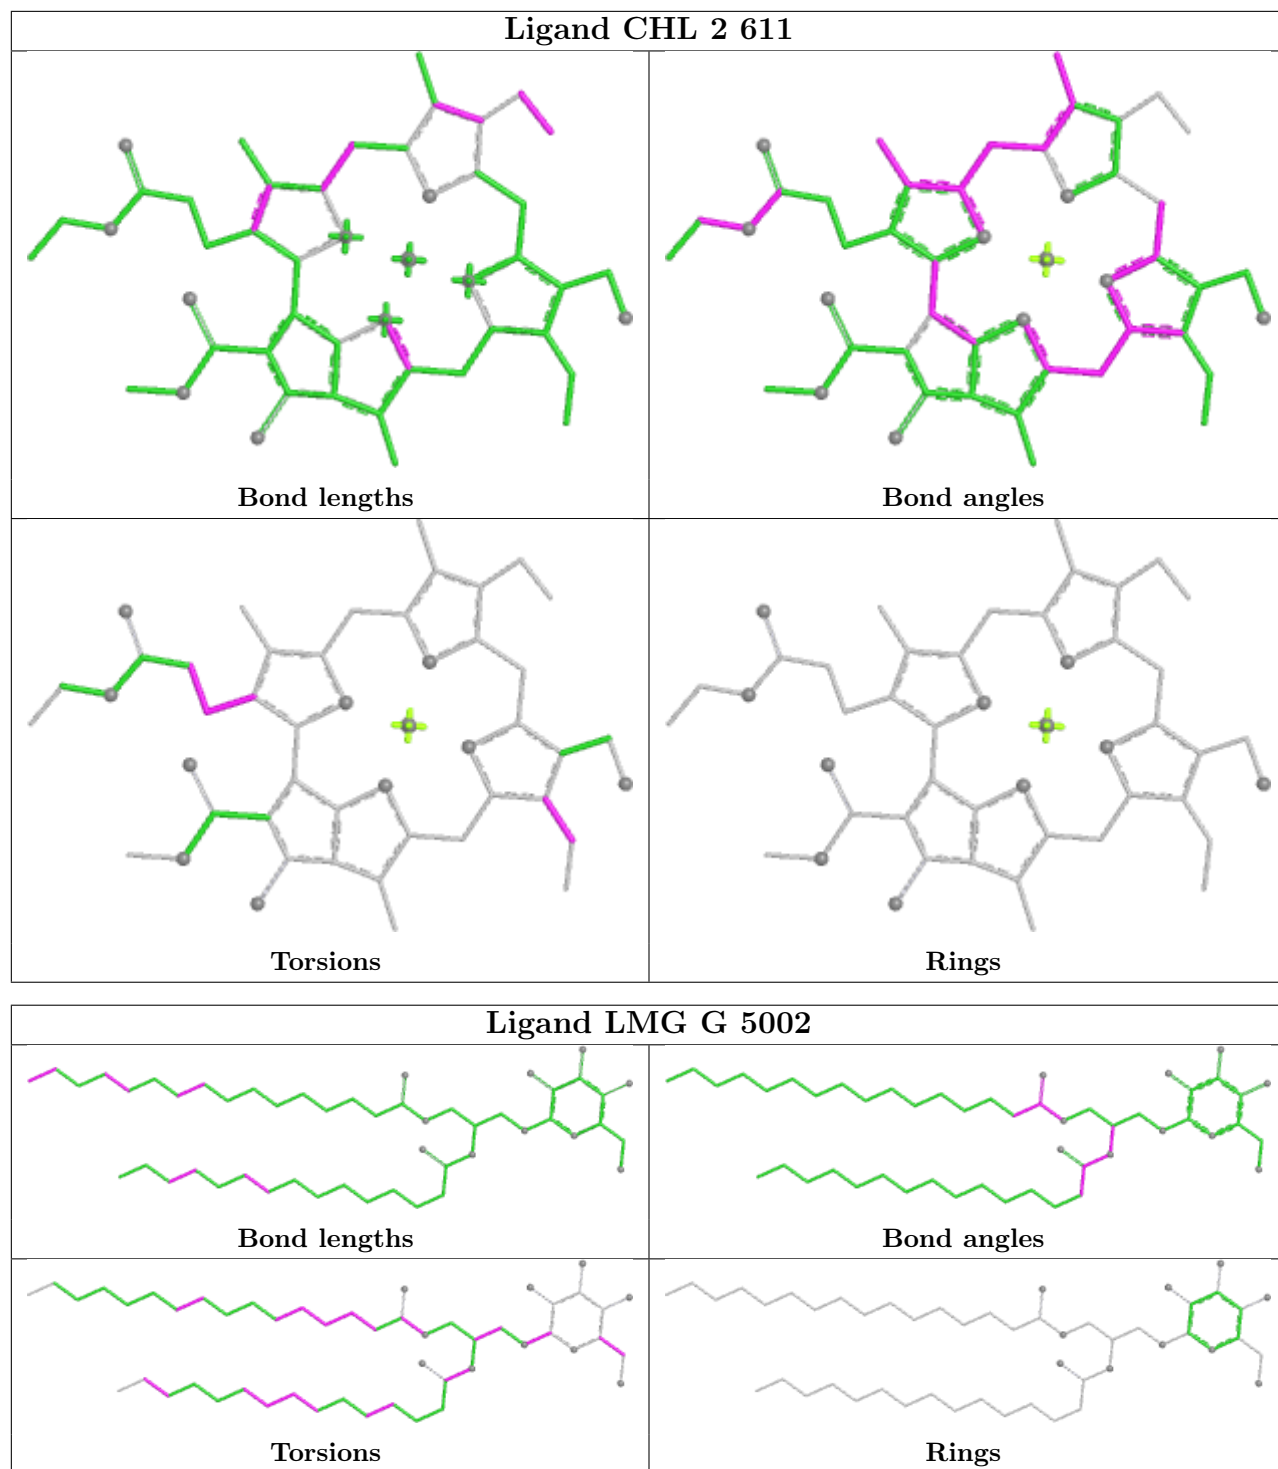 Ligand CHL 2 611
Bond lengths
Bond angles
Torsions
Rings
Ligand LMG G 5002
Bond lengths
Bond angles
Torsions
Rings